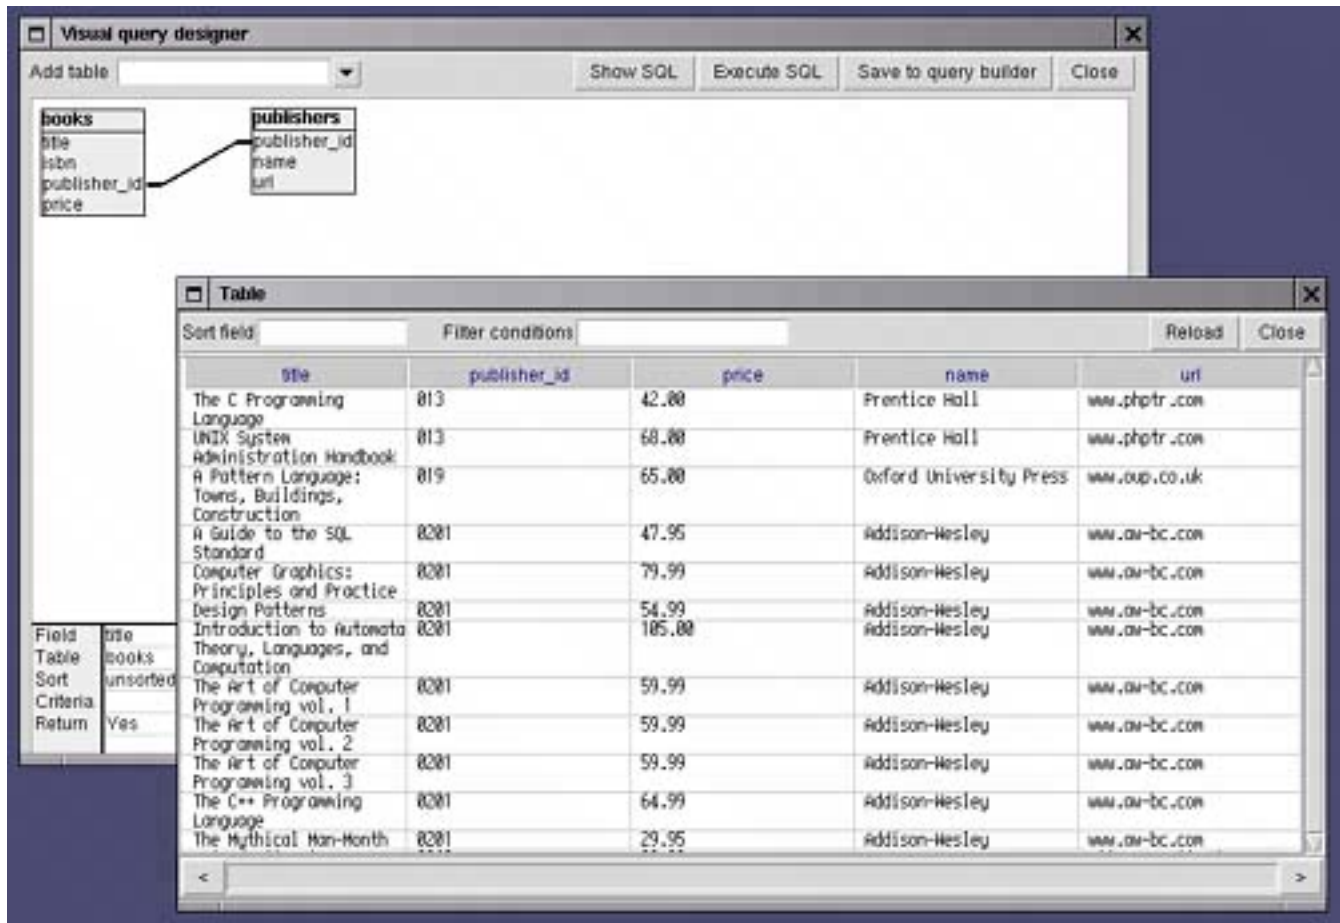 Visual query designer
Add table
Show SQL Execute SQL Save to query builder Close
books
title
isbn
publisher_id
price
publishers
publisher_id
name
url
Table
Sort field Filter conditions Reload Close
title publisher_id price name url
The C Programming Language 013 42.00 Prentice Hall www.phptr.com
UNIX System Administration Handbook 013 68.00 Prentice Hall www.phptr.com
A Pattern Language: Towns, Buildings, Construction 019 65.00 Oxford University Press www.oup.co.uk
A Guide to the SQL Standard 0201 47.95 Addison-Wesley www.aw-bc.com
Computer Graphics: Principles and Practice 0201 79.99 Addison-Wesley www.aw-bc.com
Design Patterns 0201 54.99 Addison-Wesley www.aw-bc.com
Introduction to Automata Theory, Languages, and Computation 0201 105.00 Addison-Wesley www.aw-bc.com
The Art of Computer Programming vol. 1 0201 59.99 Addison-Wesley www.aw-bc.com
The Art of Computer Programming vol. 2 0201 59.99 Addison-Wesley www.aw-bc.com
The Art of Computer Programming vol. 3 0201 59.99 Addison-Wesley www.aw-bc.com
The C++ Programming Language 0201 64.99 Addison-Wesley www.aw-bc.com
The Mythical Man-Month 0201 29.95 Addison-Wesley www.aw-bc.com
< >
Field title
Table books
Sort unsorted
Criteria
Return Yes